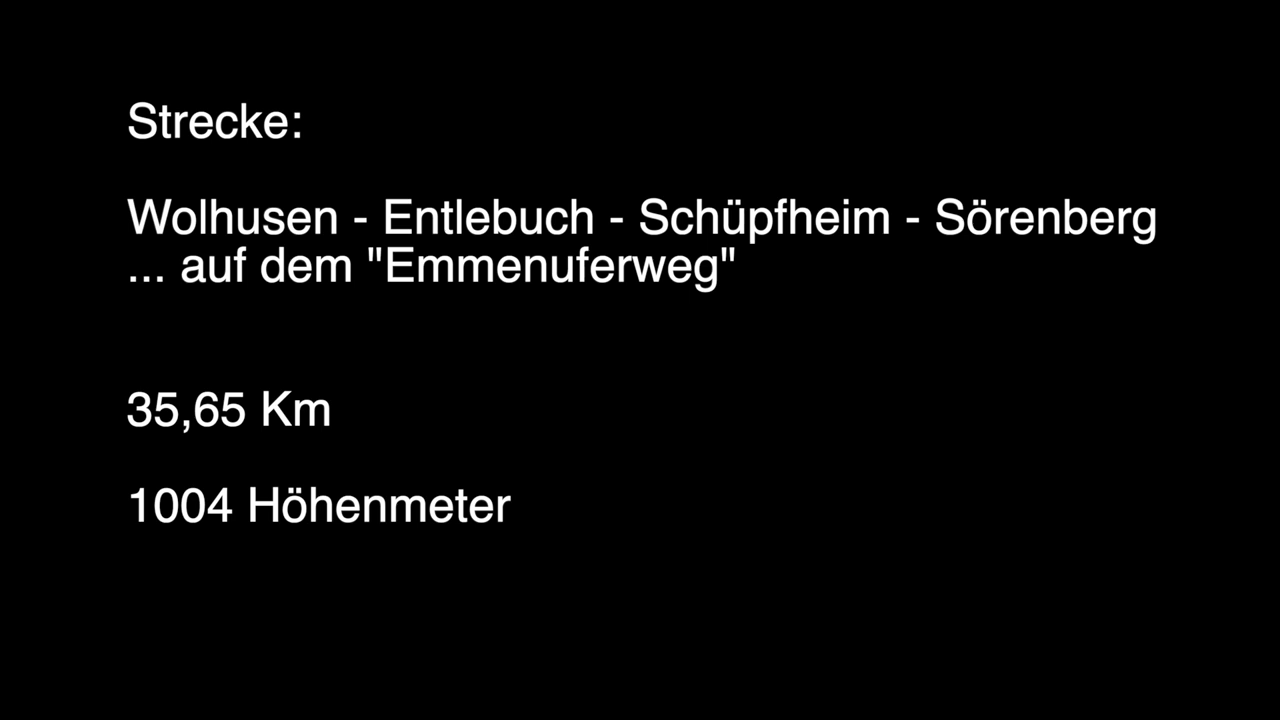 Strecke:
Wolhusen - Entlebuch - Schüpfheim - Sörenberg
... auf dem "Emmenuferweg"
35,65 Km
1004 Höhenmeter